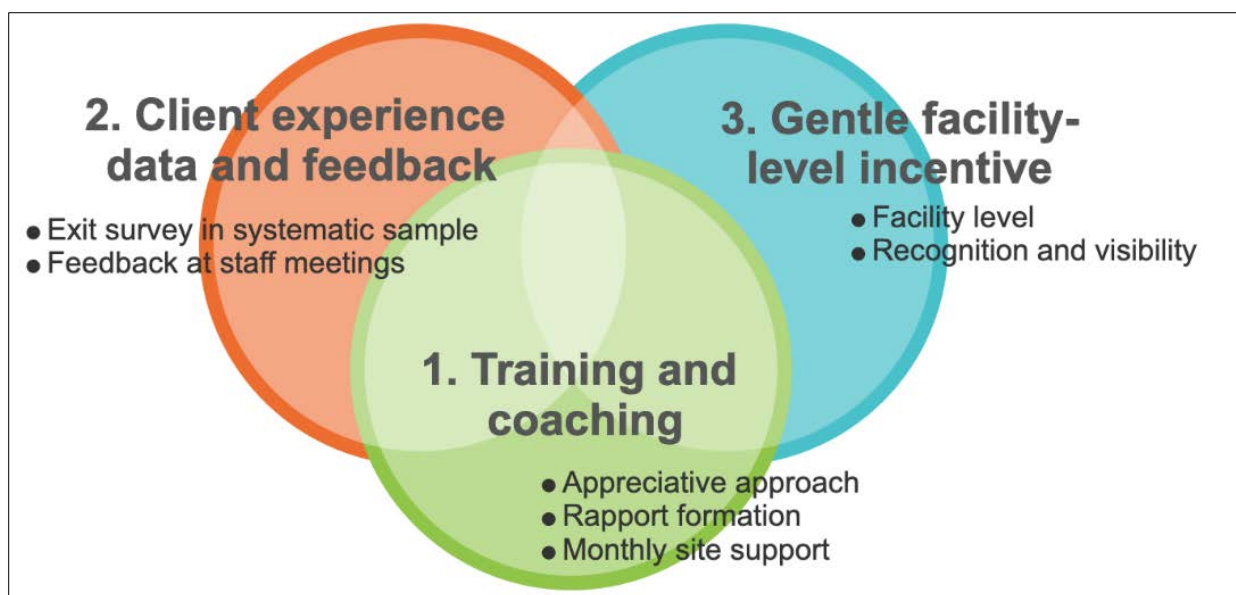 2. Client experience
data and feedback
● Exit survey in systematic sample
● Feedback at staff meetings
3. Gentle facility-
level incentive
● Facility level
● Recognition and visibility
1. Training and
coaching
● Appreciative approach
● Rapport formation
● Monthly site support